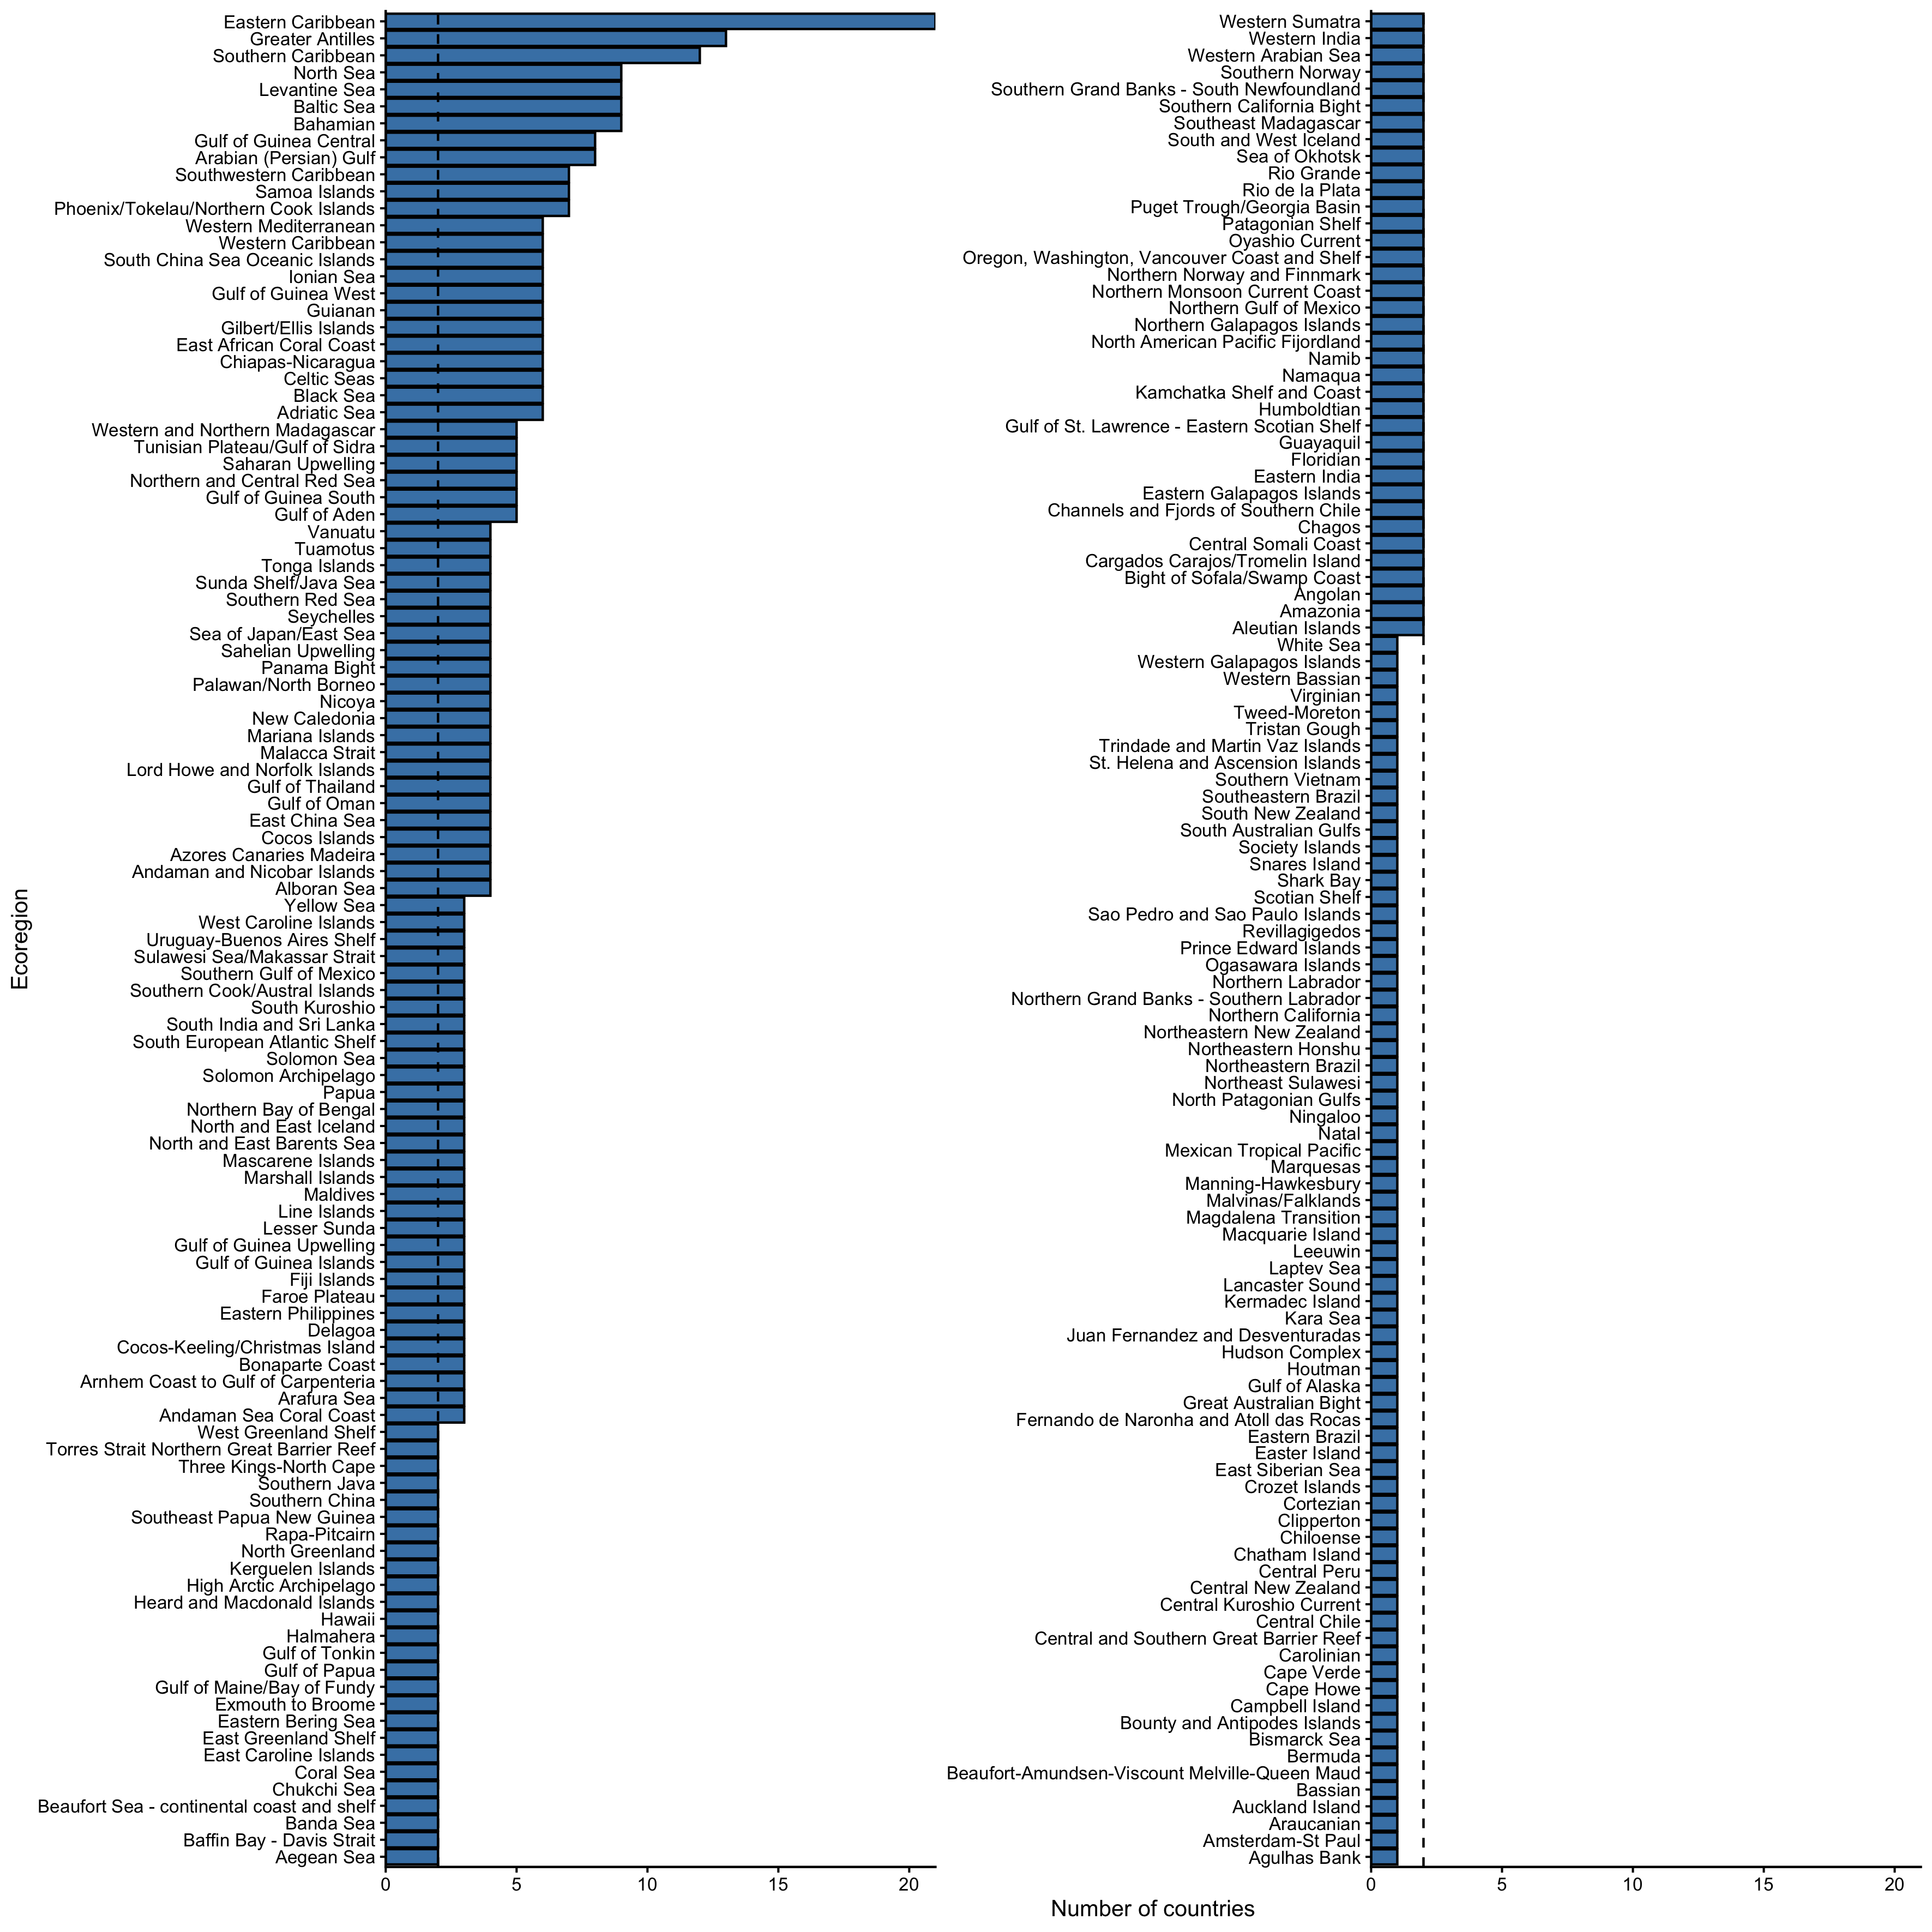 Eastern Caribbean
Greater Antilles
Southern Caribbean
North Sea
Levantine Sea
Baltic Sea
Bahamian
Gulf of Guinea Central
Arabian (Persian) Gulf
Southwestern Caribbean
Samoa Islands
Phoenix/Tokelau/Northern Cook Islands
Western Mediterranean
Western Caribbean
South China Sea Oceanic Islands
Ionian Sea
Gulf of Guinea West
Guianan
Gilbert/Ellis Islands
East African Coral Coast
Chiapas-Nicaragua
Celtic Seas
Black Sea
Adriatic Sea
Western and Northern Madagascar
Tunisian Plateau/Gulf of Sidra
Saharan Upwelling
Northern and Central Red Sea
Gulf of Guinea South
Gulf of Aden
Vanuatu
Tuamotus
Tonga Islands
Sunda Shelf/Java Sea
Southern Red Sea
Seychelles
Sea of Japan/East Sea
Sahelian Upwelling
Panama Bight
Palawan/North Borneo
Nicoya
New Caledonia
Mariana Islands
Malacca Strait
Lord Howe and Norfolk Islands
Gulf of Thailand
Gulf of Oman
East China Sea
Cocos Islands
Azores Canaries Madeira
Andaman and Nicobar Islands
Alboran Sea
Yellow Sea
West Caroline Islands
Uruguay-Buenos Aires Shelf
Sulawesi Sea/Makassar Strait
Southern Gulf of Mexico
Southern Cook/Austral Islands
South Kuroshio
South India and Sri Lanka
South European Atlantic Shelf
Solomon Sea
Solomon Archipelago
Papua
Northern Bay of Bengal
North and East Iceland
North and East Barents Sea
Mascarene Islands
Marshall Islands
Maldives
Line Islands
Lesser Sunda
Gulf of Guinea Upwelling
Gulf of Guinea Islands
Fiji Islands
Faroe Plateau
Eastern Philippines
Delagoa
Cocos-Keeling/Christmas Island
Bonaparte Coast
Arnhem Coast to Gulf of Carpenteria
Arafura Sea
Andaman Sea Coral Coast
West Greenland Shelf
Torres Strait Northern Great Barrier Reef
Three Kings-North Cape
Southern Java
Southern China
Southeast Papua New Guinea
Rapa-Pitcairn
North Greenland
Kerguelen Islands
High Arctic Archipelago
Heard and Macdonald Islands
Hawaii
Halmahera
Gulf of Tonkin
Gulf of Papua
Gulf of Maine/Bay of Fundy
Exmouth to Broome
Eastern Bering Sea
East Greenland Shelf
East Caroline Islands
Coral Sea
Chukchi Sea
Beaufort Sea - continental coast and shelf
Banda Sea
Baffin Bay - Davis Strait
Aegean Sea
0 5 10 15 20
Western Sumatra
Western India
Western Arabian Sea
Southern Norway
Southern Grand Banks - South Newfoundland
Southern California Bight
Southeast Madagascar
South and West Iceland
Sea of Okhotsk
Rio Grande
Rio de la Plata
Puget Trough/Georgia Basin
Patagonian Shelf
Oyashio Current
Oregon, Washington, Vancouver Coast and Shelf
Northern Norway and Finnmark
Northern Monsoon Current Coast
Northern Gulf of Mexico
Northern Galapagos Islands
North American Pacific Fijordland
Namib
Namaqua
Kamchatka Shelf and Coast
Humboldtian
Gulf of St. Lawrence - Eastern Scotian Shelf
Guayaquil
Floridian
Eastern India
Eastern Galapagos Islands
Channels and Fjords of Southern Chile
Chagos
Central Somali Coast
Cargados Carajos/Tromelin Island
Bight of Sofala/Swamp Coast
Angolan
Amazonia
Aleutian Islands
White Sea
Western Galapagos Islands
Western Bassian
Virginian
Tweed-Moreton
Tristan Gough
Trindade and Martin Vaz Islands
St. Helena and Ascension Islands
Southern Vietnam
Southeastern Brazil
South New Zealand
South Australian Gulfs
Society Islands
Snares Island
Shark Bay
Scotian Shelf
Sao Pedro and Sao Paulo Islands
Revillagigedos
Prince Edward Islands
Ogasawara Islands
Northern Labrador
Northern Grand Banks - Southern Labrador
Northern California
Northeastern New Zealand
Northeastern Honshu
Northeastern Brazil
Northeast Sulawesi
North Patagonian Gulfs
Ningaloo
Natal
Mexican Tropical Pacific
Marquesas
Manning-Hawkesbury
Malvinas/Falklands
Magdalena Transition
Macquarie Island
Leeuwin
Laptev Sea
Lancaster Sound
Kermadec Island
Kara Sea
Juan Fernandez and Desventuradas
Hudson Complex
Houtman
Gulf of Alaska
Great Australian Bight
Fernando de Naronha and Atoll das Rocas
Eastern Brazil
Easter Island
East Siberian Sea
Crozet Islands
Cortezian
Clipperton
Chiloense
Chatham Island
Central Peru
Central New Zealand
Central Kuroshio Current
Central Chile
Central and Southern Great Barrier Reef
Carolinian
Cape Verde
Cape Howe
Campbell Island
Bounty and Antipodes Islands
Bismarck Sea
Bermuda
Beaufort-Amundsen-Viscount Melville-Queen Maud
Bassian
Auckland Island
Araucanian
Amsterdam-St Paul
Agulhas Bank
0 5 10 15 20
Ecoregion
Number of countries